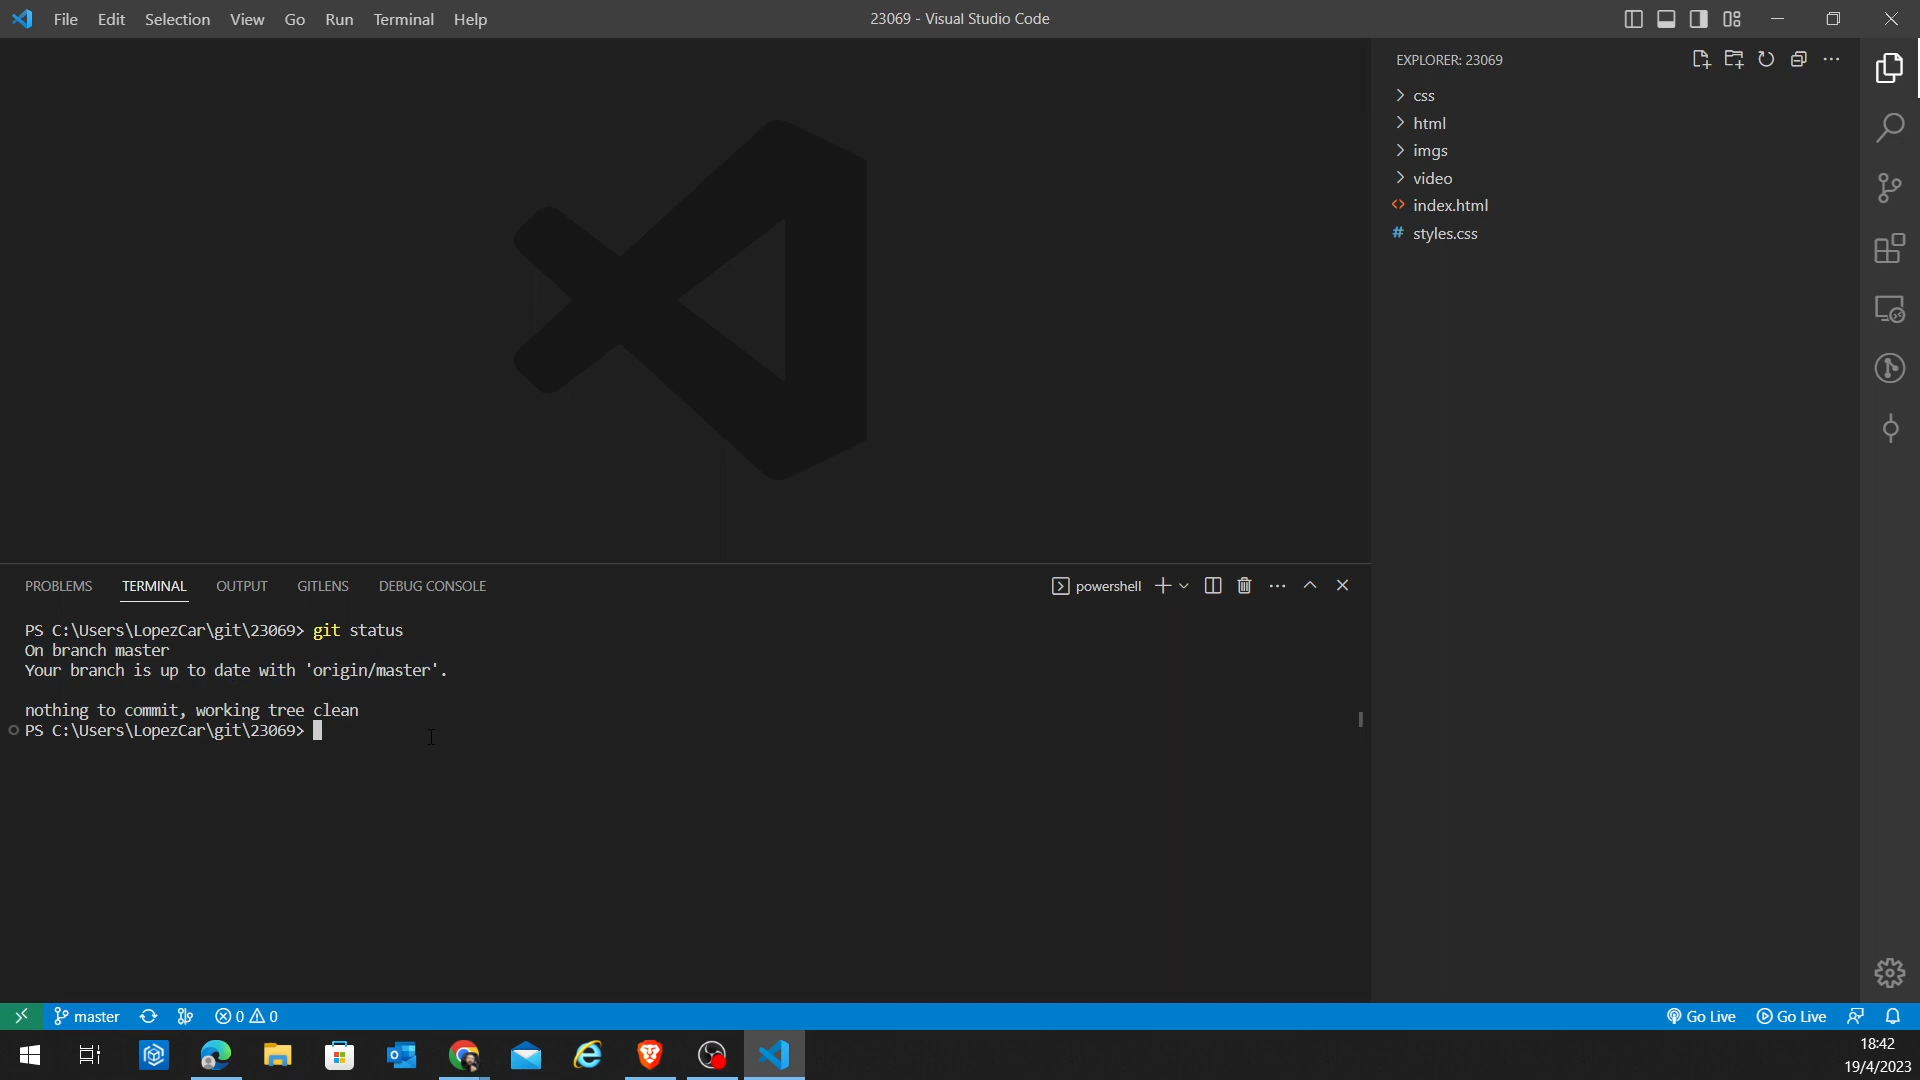 File Edit Selection View Go Run Terminal Help
23069 - Visual Studio Code
EXPLORER: 23069
css
html
imgs
video
index.html
styles.css
PROBLEMS TERMINAL OUTPUT GITLENS DEBUG CONSOLE
powershell
PS C:\Users\LopezCar\git\23069> git status
On branch master
Your branch is up to date with 'origin/master'.
nothing to commit, working tree clean
PS C:\Users\LopezCar\git\23069>
master 0 0
Go Live Go Live
18:42
19/4/2023